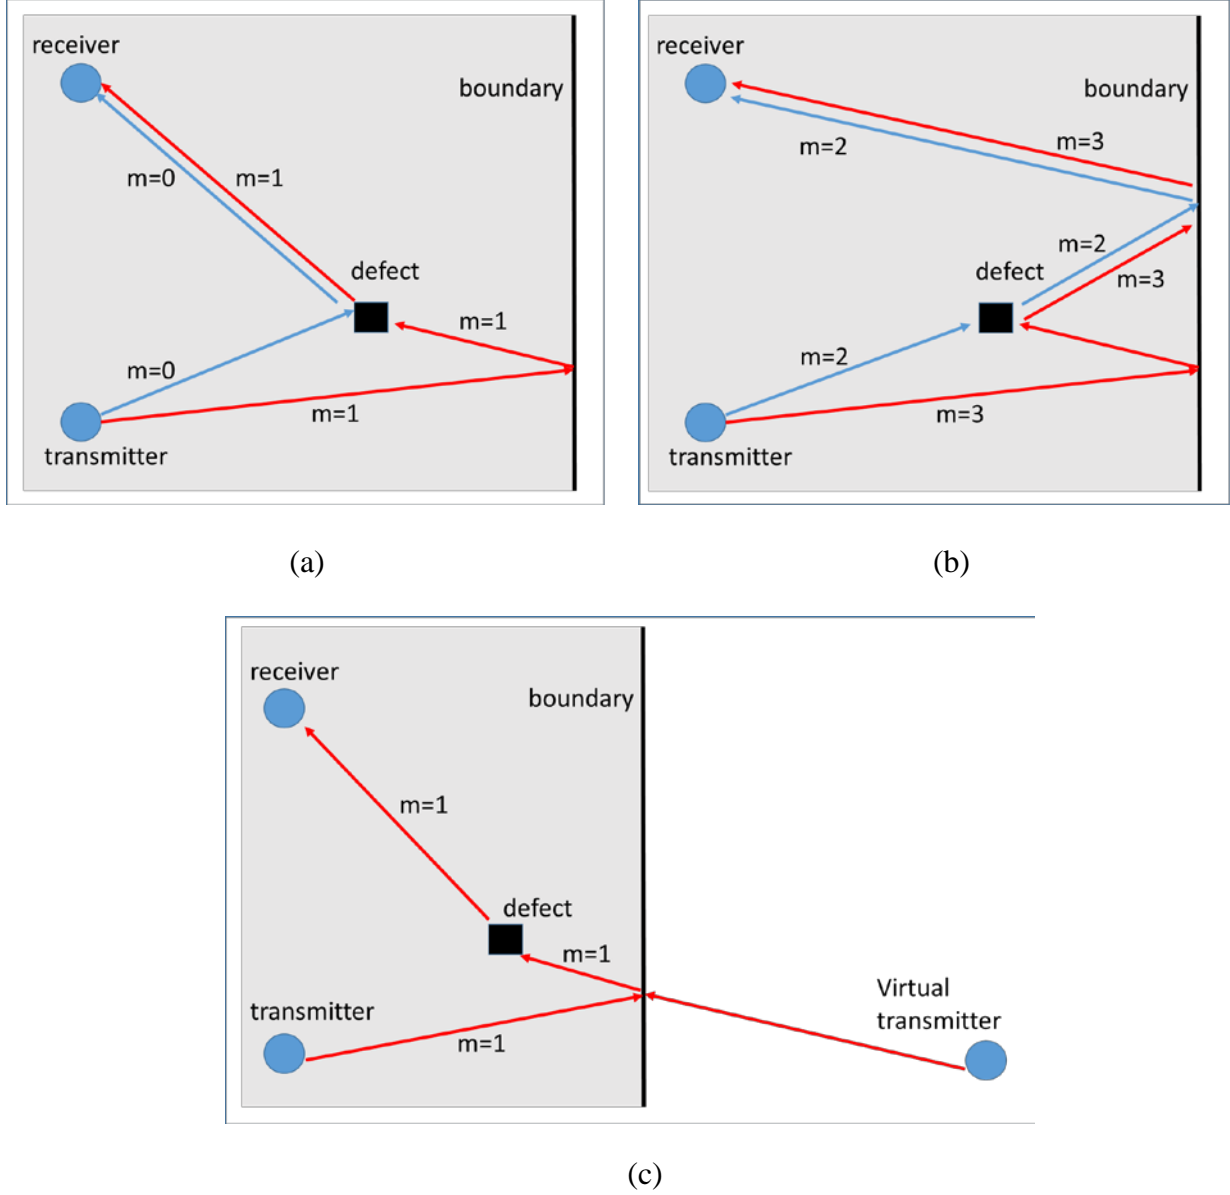 receiver
boundary
m=0
m=1
defect
m=1
m=0
m=1
transmitter
receiver
boundary
m=3
m=2
m=2
defect
m=3
m=2
m=3
transmitter
(a)
(b)
receiver
boundary
m=1
defect
m=1
Virtual
transmitter
transmitter
m=1
(c)